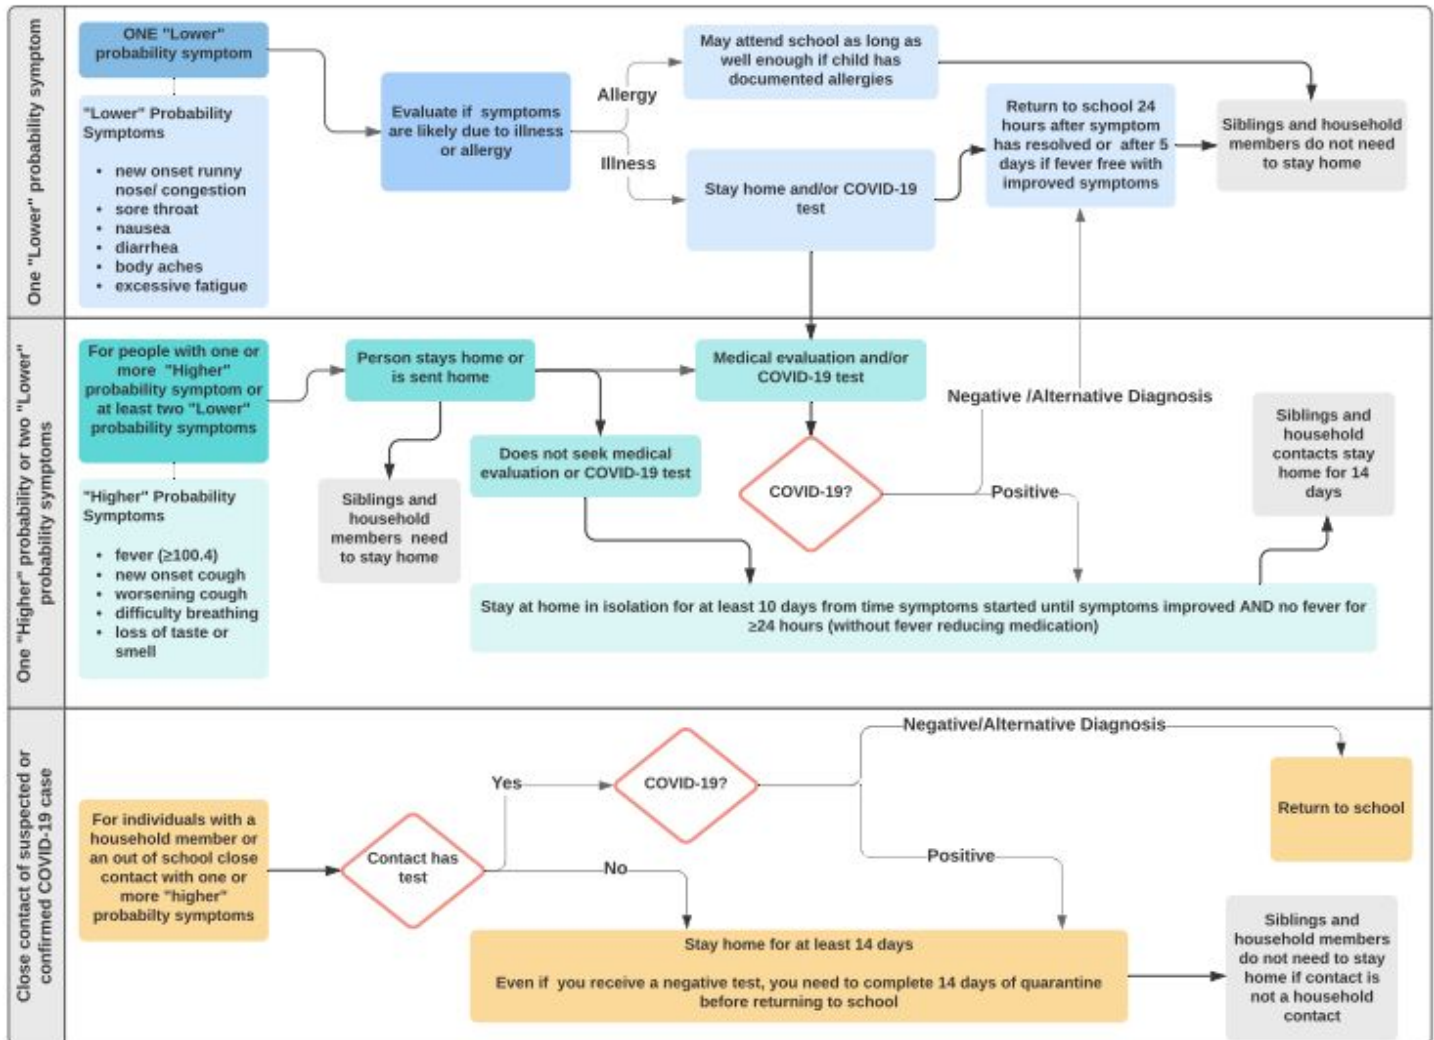 One "Lower" probability symptom
ONE "Lower"
probability symptom
"Lower" Probability
Symptoms
• new onset runny
nose/ congestion
• sore throat
• nausea
• diarrhea
• body aches
• excessive fatigue
Evaluate if symptoms
are likely due to illness
or allergy
Allergy
Illness
May attend school as long as
well enough if child has
documented allergies
Stay home and/or COVID-19
test
Return to school 24
hours after symptom
has resolved or after 5
days if fever free with
improved symptoms
Siblings and household
members do not need
to stay home
One "Higher" probability or two "Lower"
probability symptoms
For people with one or
more "Higher"
probability symptom or
at least two "Lower"
probability symptoms
"Higher" Probability
Symptoms
• fever (≥100.4)
• new onset cough
• worsening cough
• difficulty breathing
• loss of taste or
smell
Person stays home or
is sent home
Siblings and
household
members need
to stay home
Does not seek medical
evaluation or COVID-19 test
Medical evaluation and/or
COVID-19 test
COVID-19?
Negative /Alternative Diagnosis
Positive
Siblings and
household
contacts stay
home for 14
days
Stay at home in isolation for at least 10 days from time symptoms started until symptoms improved AND no fever for
≥24 hours (without fever reducing medication)
Close contact of suspected or
confirmed COVID-19 case
For individuals with a
household member or
an out of school close
contact with one or
more "higher"
probabilty symptoms
Contact has
test
Yes
No
COVID-19?
Negative/Alternative Diagnosis
Positive
Return to school
Stay home for at least 14 days
Even if you receive a negative test, you need to complete 14 days of quarantine
before returning to school
Siblings and
household members
do not need to stay
home if contact is
not a household
contact